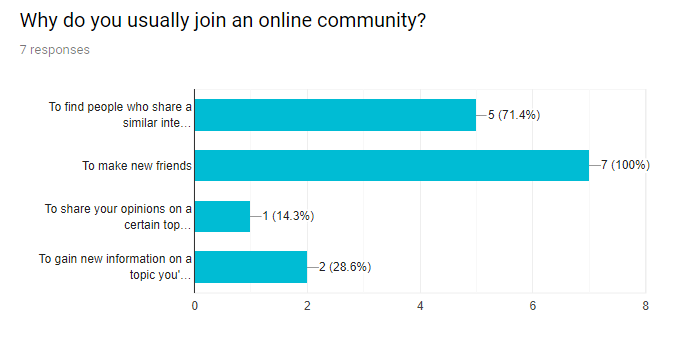 Why do you usually join an online community?
7 responses
To find people who share a
similar inte...
5 (71.4%)
To make new friends
7 (100%)
To share your opinions on a
certain top...
1 (14.3%)
To gain new information on a
topic you'...
2 (28.6%)
0 2 4 6 8